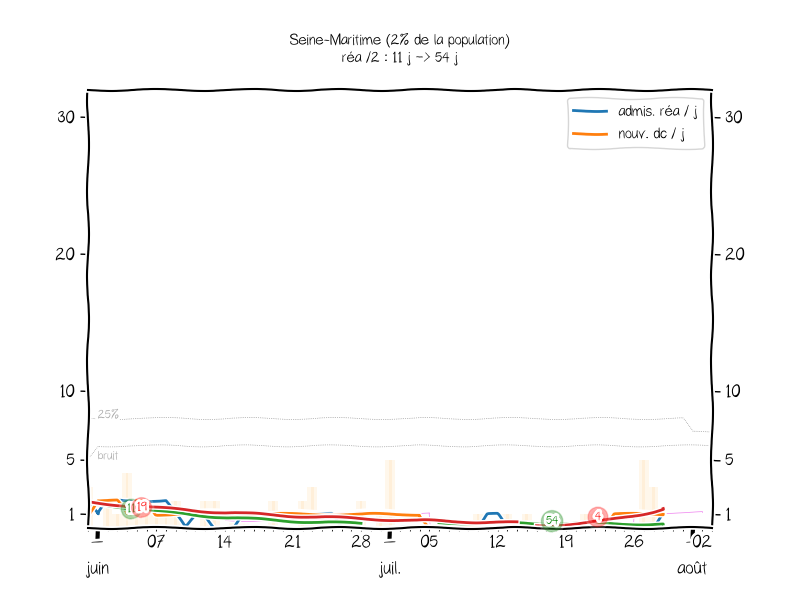 Seine-Maritime (2% de la population)
réa /2 : 11 j -> 54 j
admis. réa / j
nouv. dc / j
30 30
20 20
10 10
25%
bruit
5 5
19
54
4
1 1
07 14 21 28 05 12 19 26 02
juin juil. août